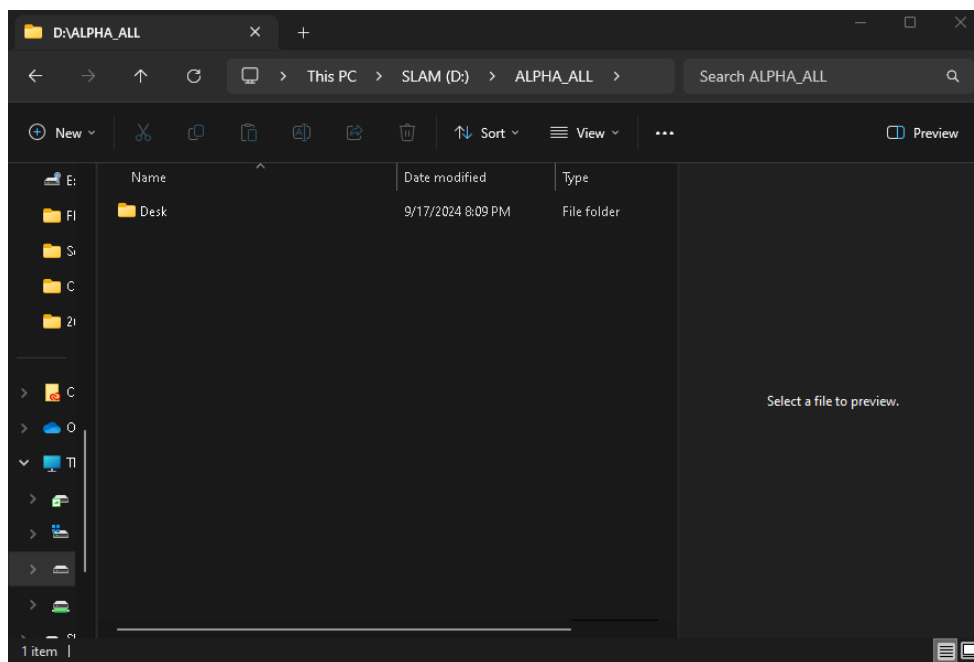 D:\ALPHA_ALL
This PC > SLAM (D:) > ALPHA_ALL >
Search ALPHA_ALL
New
Sort
View
Preview
E:
Name
Date modified
Type
Desk
9/17/2024 8:09 PM
File folder
Select a file to preview.
1 item